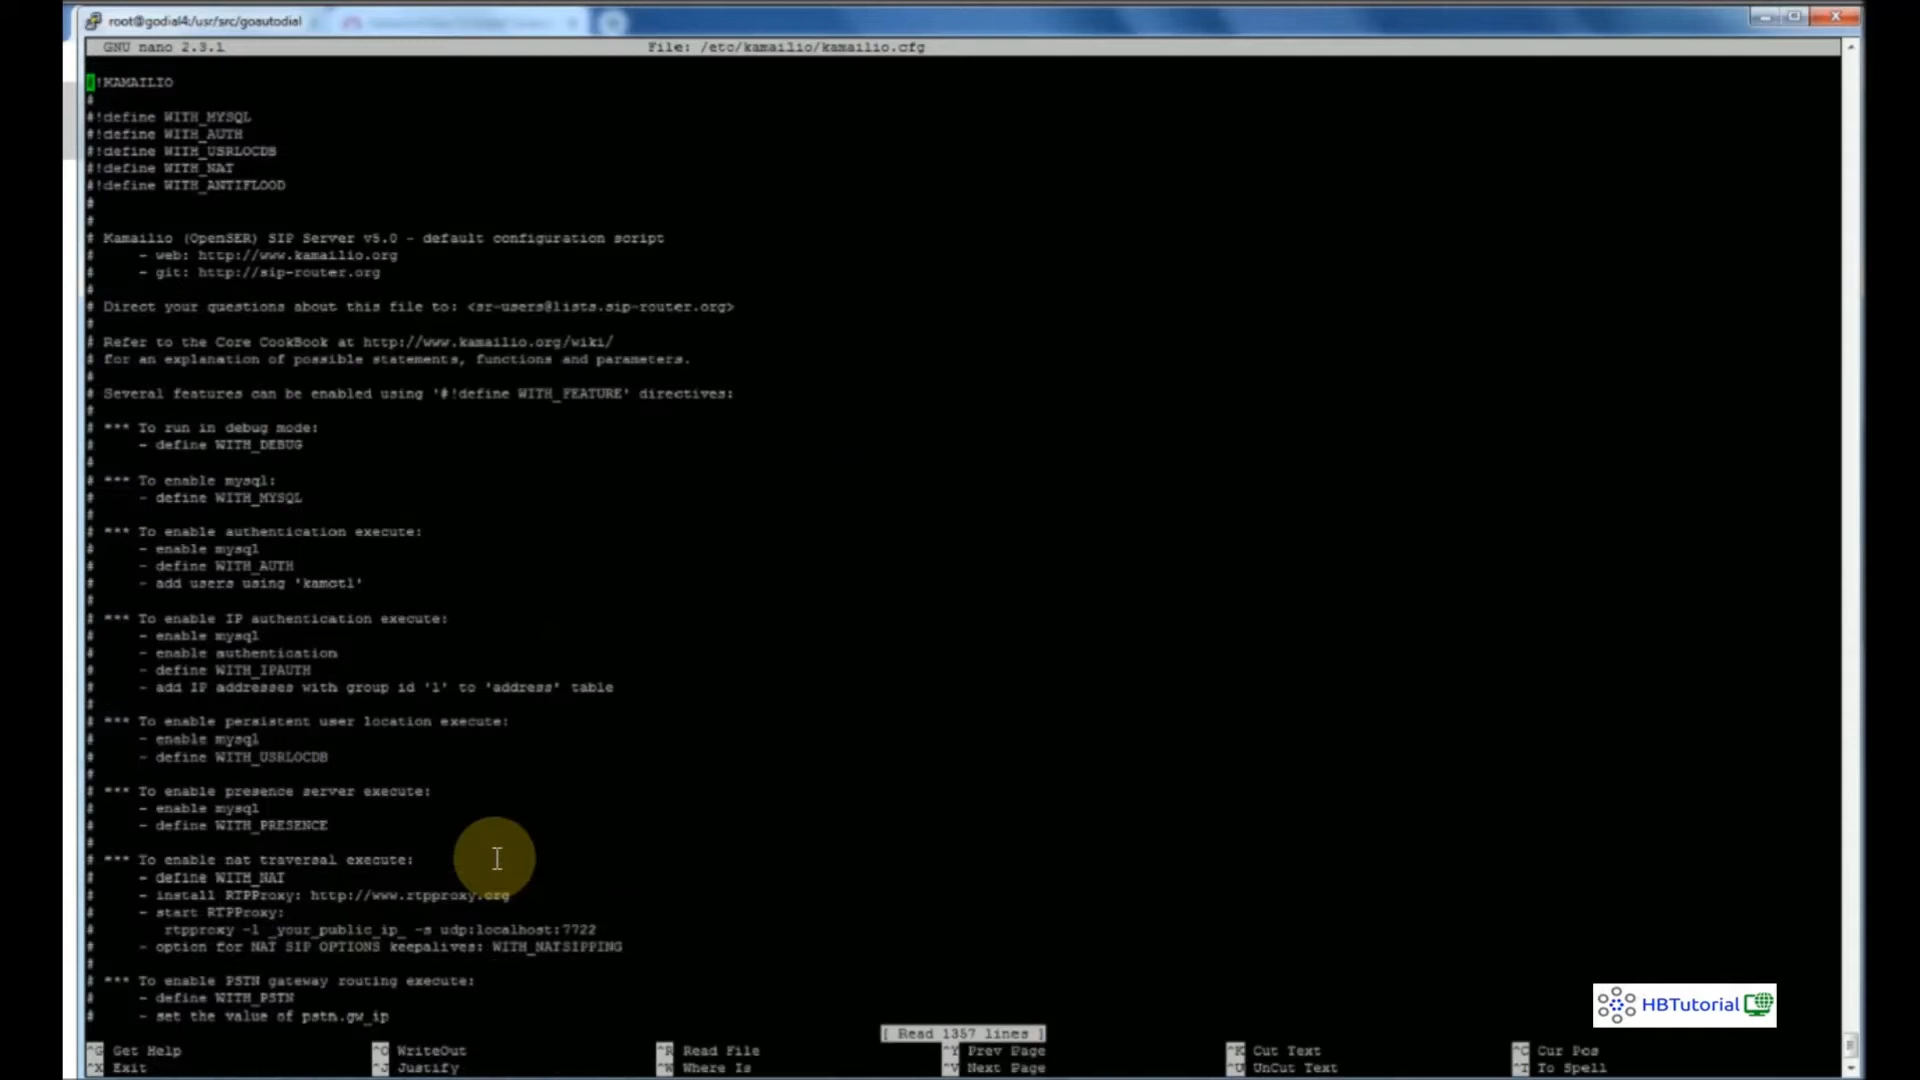 root@godial4:/usr/src/goautodial
GNU nano 2.3.1 File: /etc/kamailio/kamailio.cfg
#!KAMAILIO
#
#!define WITH_MYSQL
#!define WITH_AUTH
#!define WITH_USRLOCDB
#!define WITH_NAT
#!define WITH_ANTIFLOOD
#
#
# Kamailio (OpenSER) SIP Server v5.0 - default configuration script
# - web: http://www.kamailio.org
# - git: http://sip-router.org
#
# Direct your questions about this file to: <sr-users@lists.sip-router.org>
#
# Refer to the Core CookBook at http://www.kamailio.org/wiki/
# for an explanation of possible statements, functions and parameters.
#
# Several features can be enabled using '#!define WITH_FEATURE' directives:
#
# *** To run in debug mode:
# - define WITH_DEBUG
#
# *** To enable mysql:
# - define WITH_MYSQL
#
# *** To enable authentication execute:
# - enable mysql
# - define WITH_AUTH
# - add users using 'kamctl'
#
# *** To enable IP authentication execute:
# - enable mysql
# - enable authentication
# - define WITH_IPAUTH
# - add IP addresses with group id '1' to 'address' table
#
# *** To enable persistent user location execute:
# - enable mysql
# - define WITH_USRLOCDB
#
# *** To enable presence server execute:
# - enable mysql
# - define WITH_PRESENCE
#
# *** To enable nat traversal execute:
# - define WITH_NAT
# - install RTPProxy: http://www.rtpproxy.org
# - start RTPProxy:
# rtpproxy -l _your_public_ip_ -s udp:localhost:7722
# - option for NAT SIP OPTIONS keepalives: WITH_NATSIPPING
#
# *** To enable PSTN gateway routing execute:
# - define WITH_PSTN
# - set the value of pstn.gw_ip
[ Read 1357 lines ]
^G Get Help ^O WriteOut ^R Read File ^Y Prev Page ^K Cut Text ^C Cur Pos
^X Exit ^J Justify ^W Where Is ^V Next Page ^U UnCut Text ^T To Spell
HBTutorial